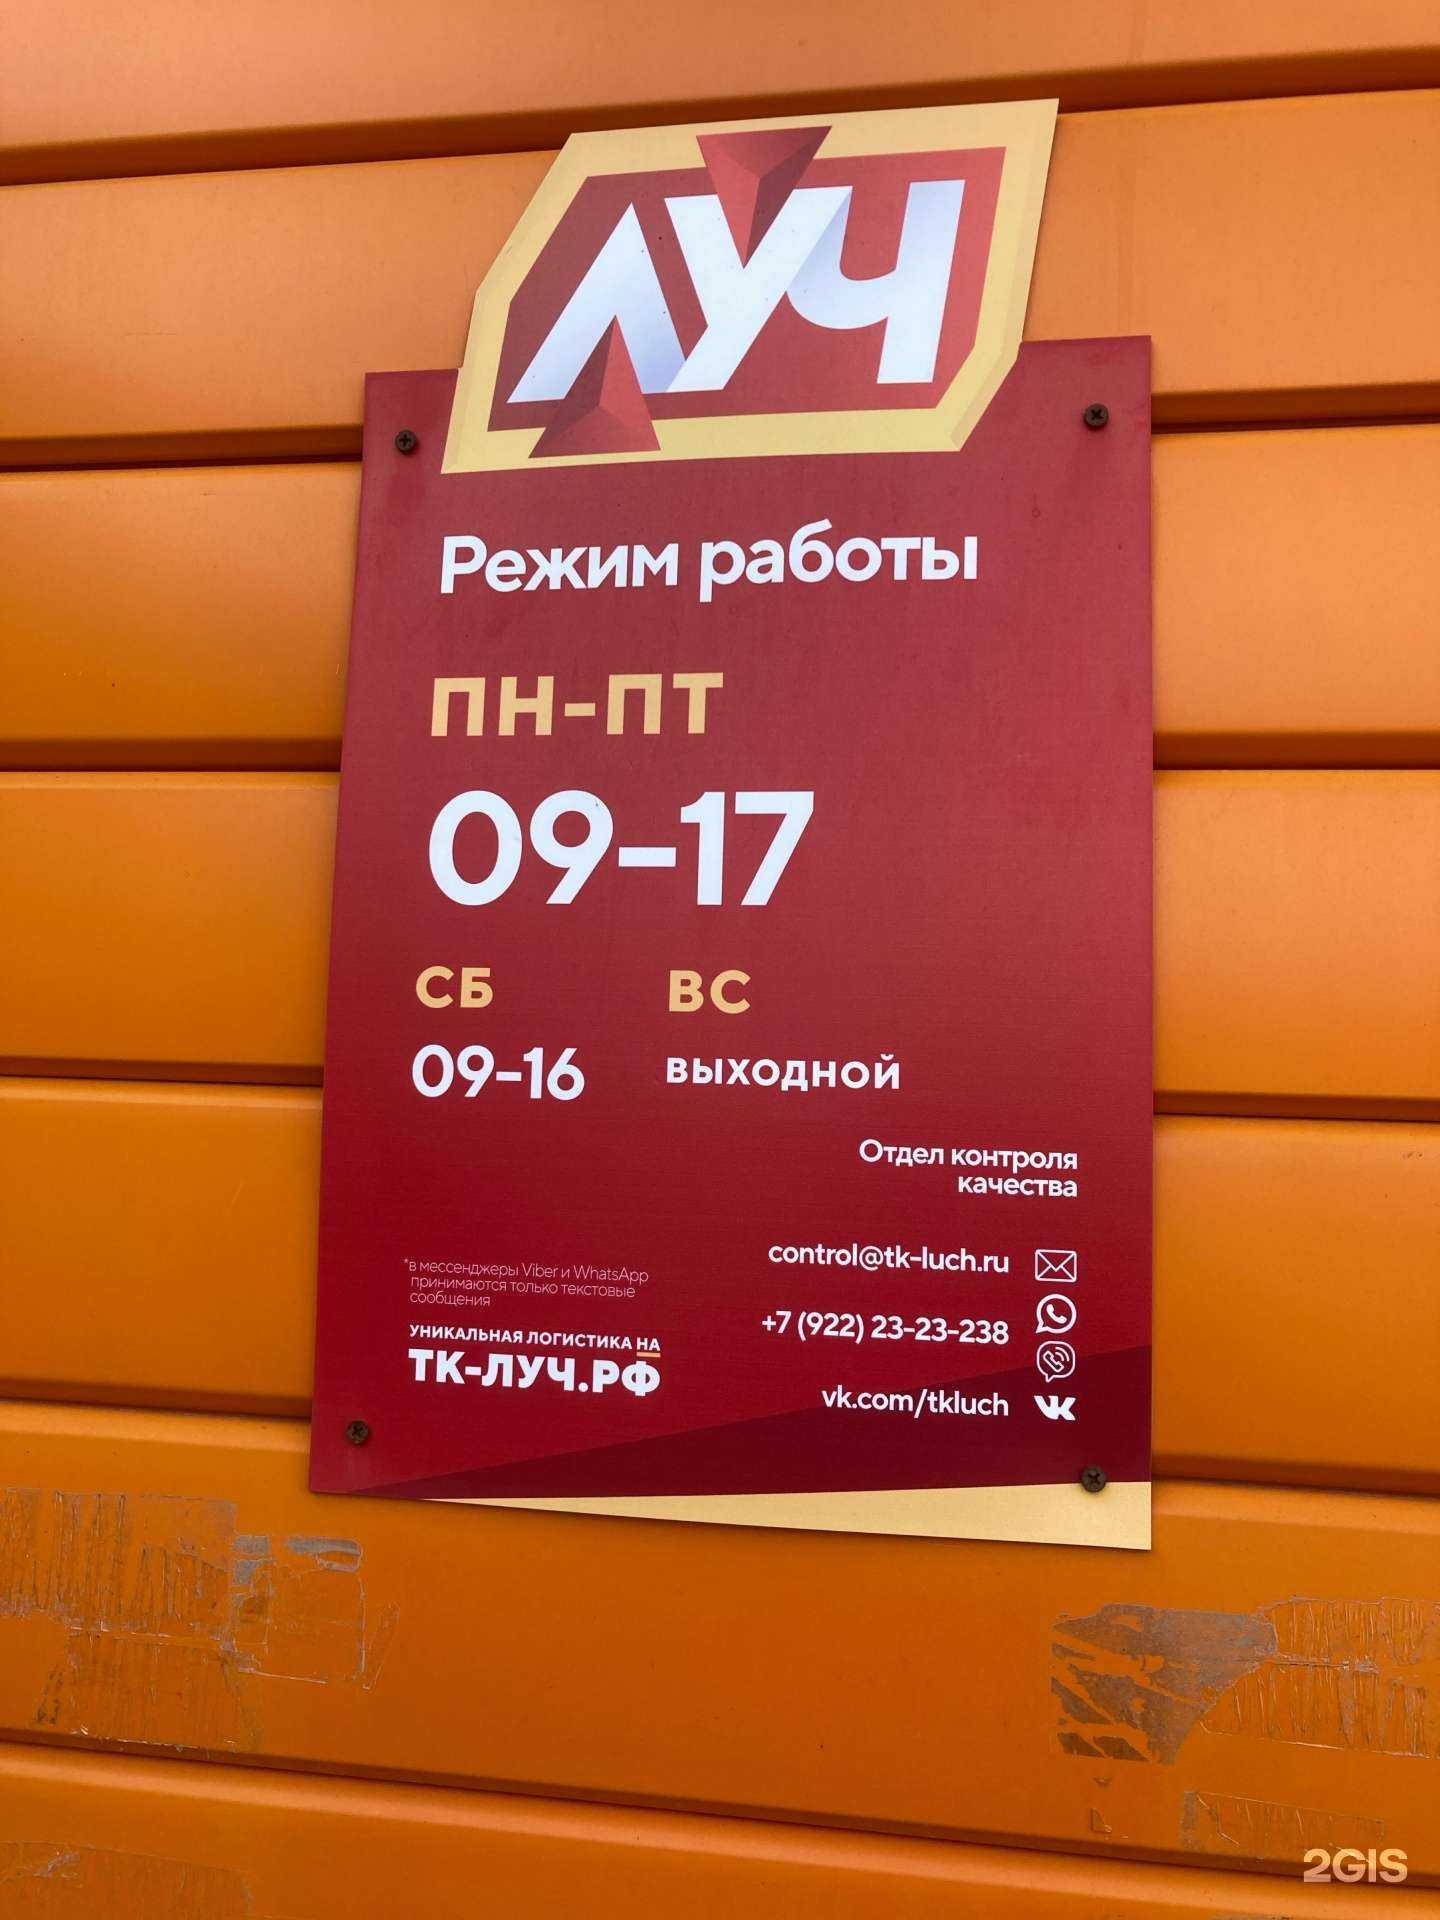 ЛУЧ
Режим работы
ПН-ПТ
09-17
СБ ВС
09-16 ВЫХОДНОЙ
Отдел контроля
качества
control@tk-luch.ru
+7 (922) 23-23-238
vk.com/tkluch
*в мессенджеры Viber и WhatsApp
принимаются только текстовые
сообщения
УНИКАЛЬНАЯ ЛОГИСТИКА НА
ТК-ЛУЧ.РФ
2GIS